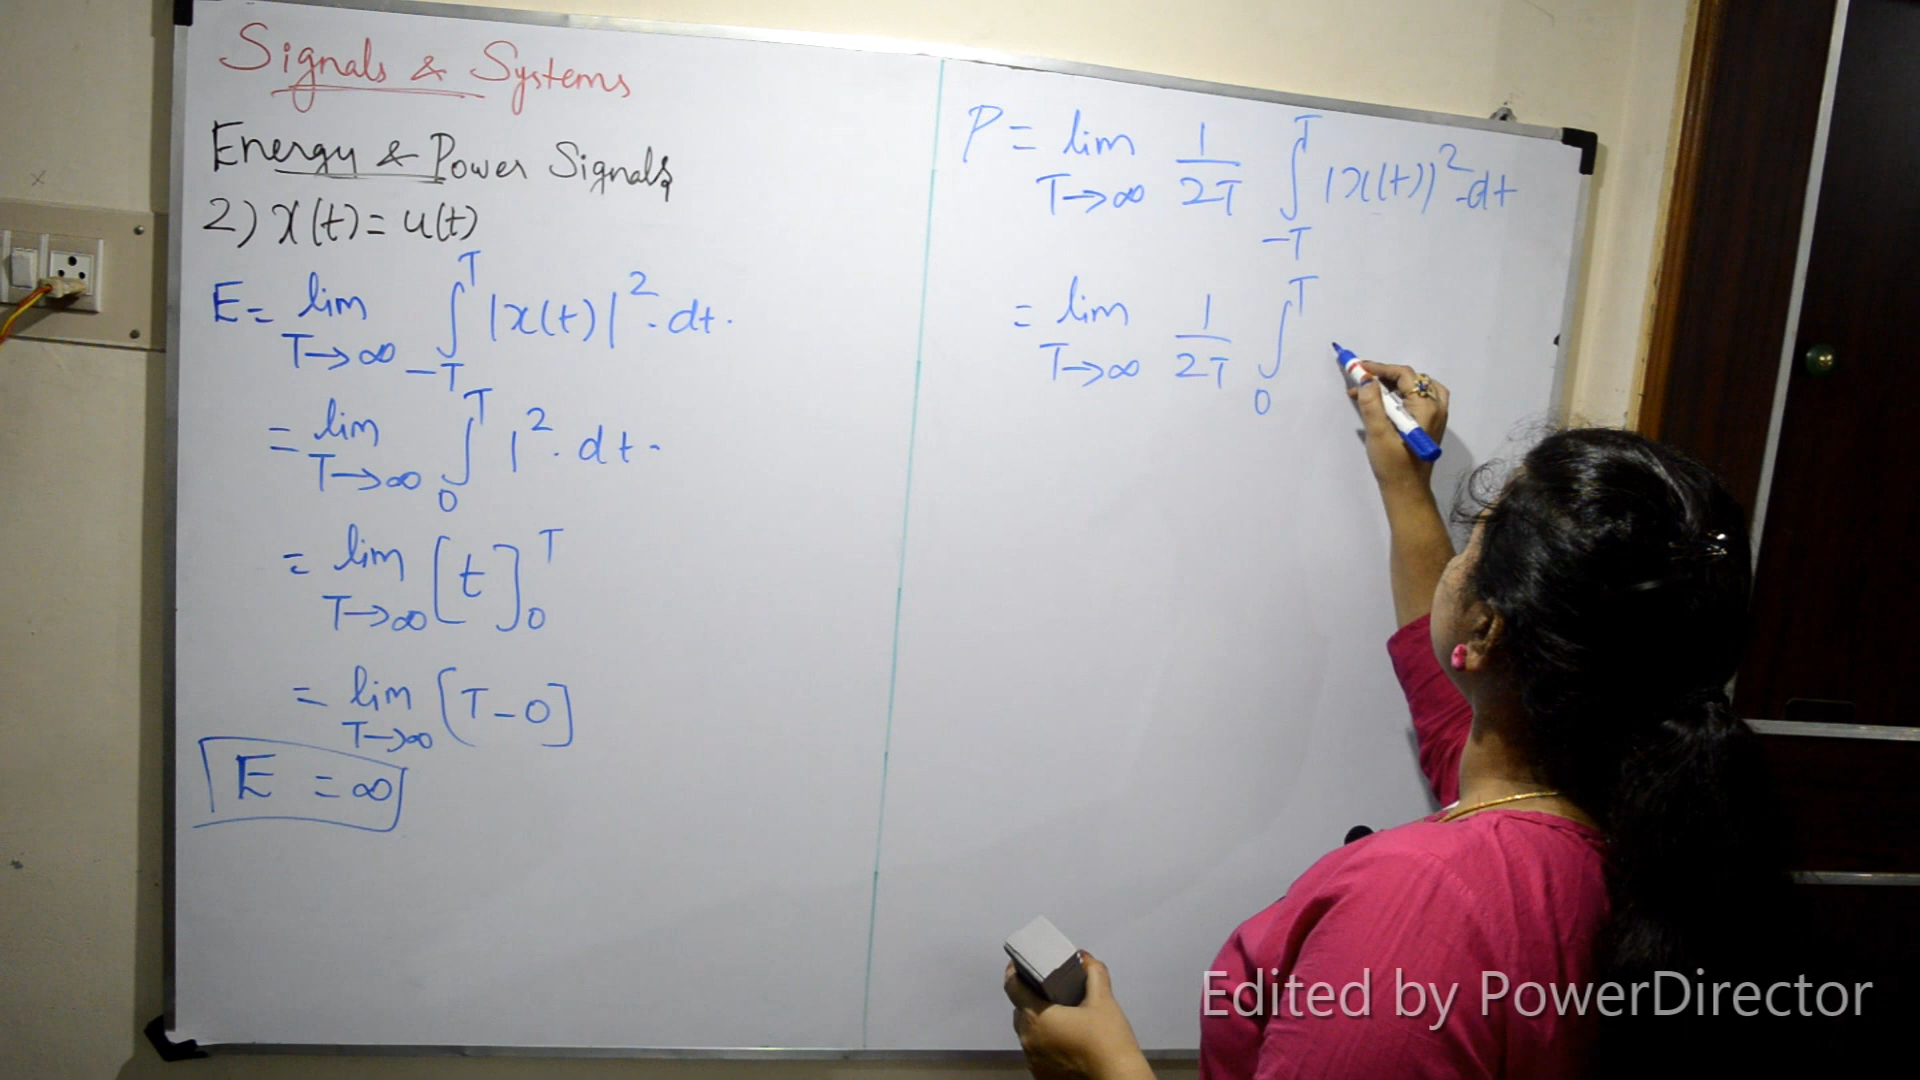 Signals & Systems
Energy & Power Signals
2) x(t) = u(t)
E = lim T→∞ ∫_{-T}^{T} |x(t)|² . dt .
= lim T→∞ ∫_{0}^{T} 1² . dt .
= lim T→∞ [t]_{0}^{T}
= lim T→∞ [T - 0]
E = ∞
P = lim T→∞ 1/2T ∫_{-T}^{T} |x(t)|² . dt
= lim T→∞ 1/2T ∫_{0}^{T}
Edited by PowerDirector